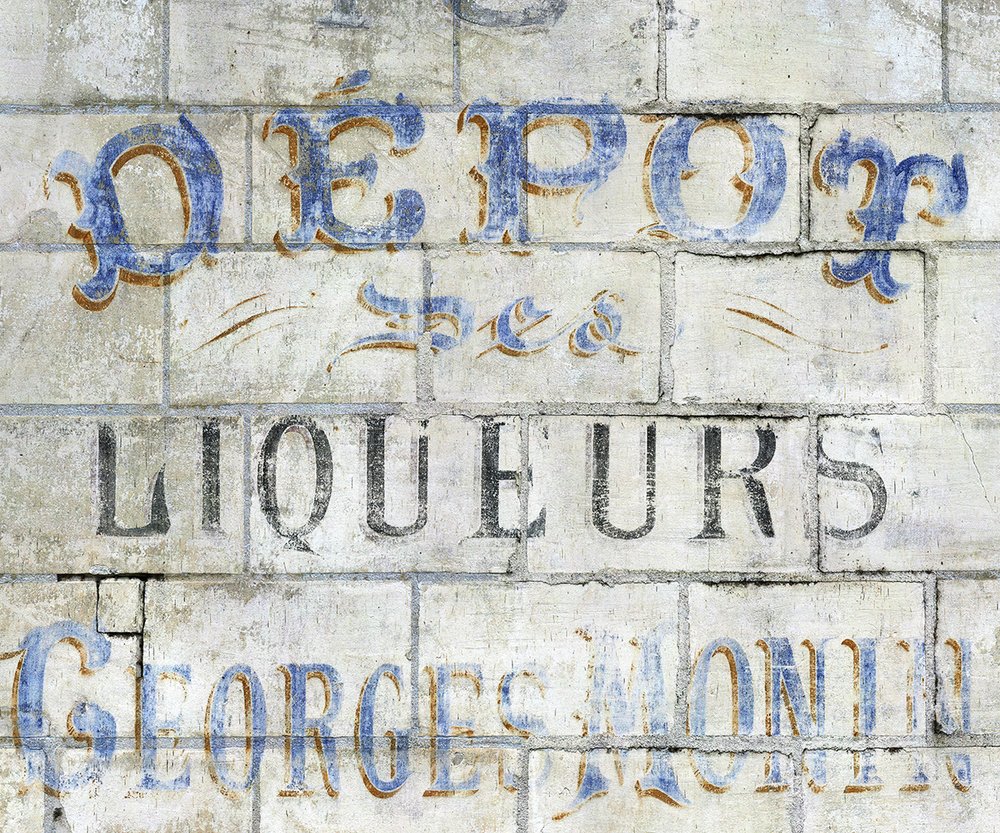 DÉPOT
des
LIQUEURS
GEORGES MONIN